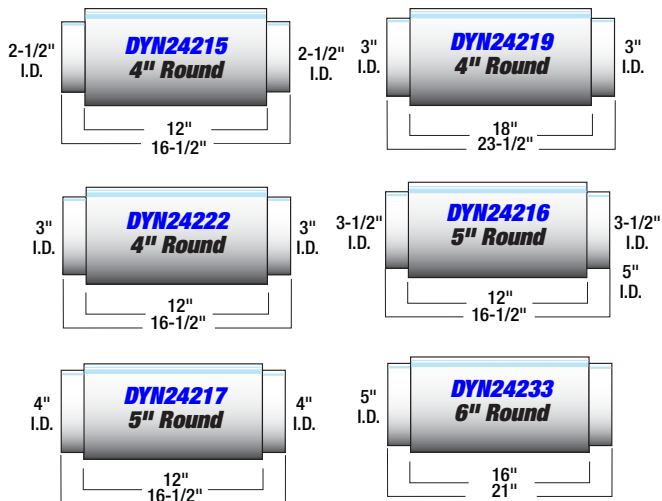 2-1/2"
I.D.
DYN24215
4" Round
2-1/2"
I.D.
12"
16-1/2"
3"
I.D.
DYN24219
4" Round
3"
I.D.
18"
23-1/2"
3"
I.D.
DYN24222
4" Round
3"
I.D.
12"
16-1/2"
3-1/2"
I.D.
DYN24216
5" Round
3-1/2"
I.D.
5"
I.D.
12"
16-1/2"
4"
I.D.
DYN24217
5" Round
4"
I.D.
12"
16-1/2"
5"
I.D.
DYN24233
6" Round
16"
21"